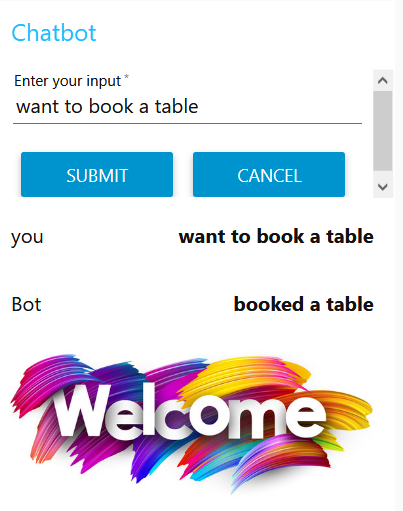 Chatbot
Enter your input *
want to book a table
SUBMIT CANCEL
you want to book a table
Bot booked a table
Welcome